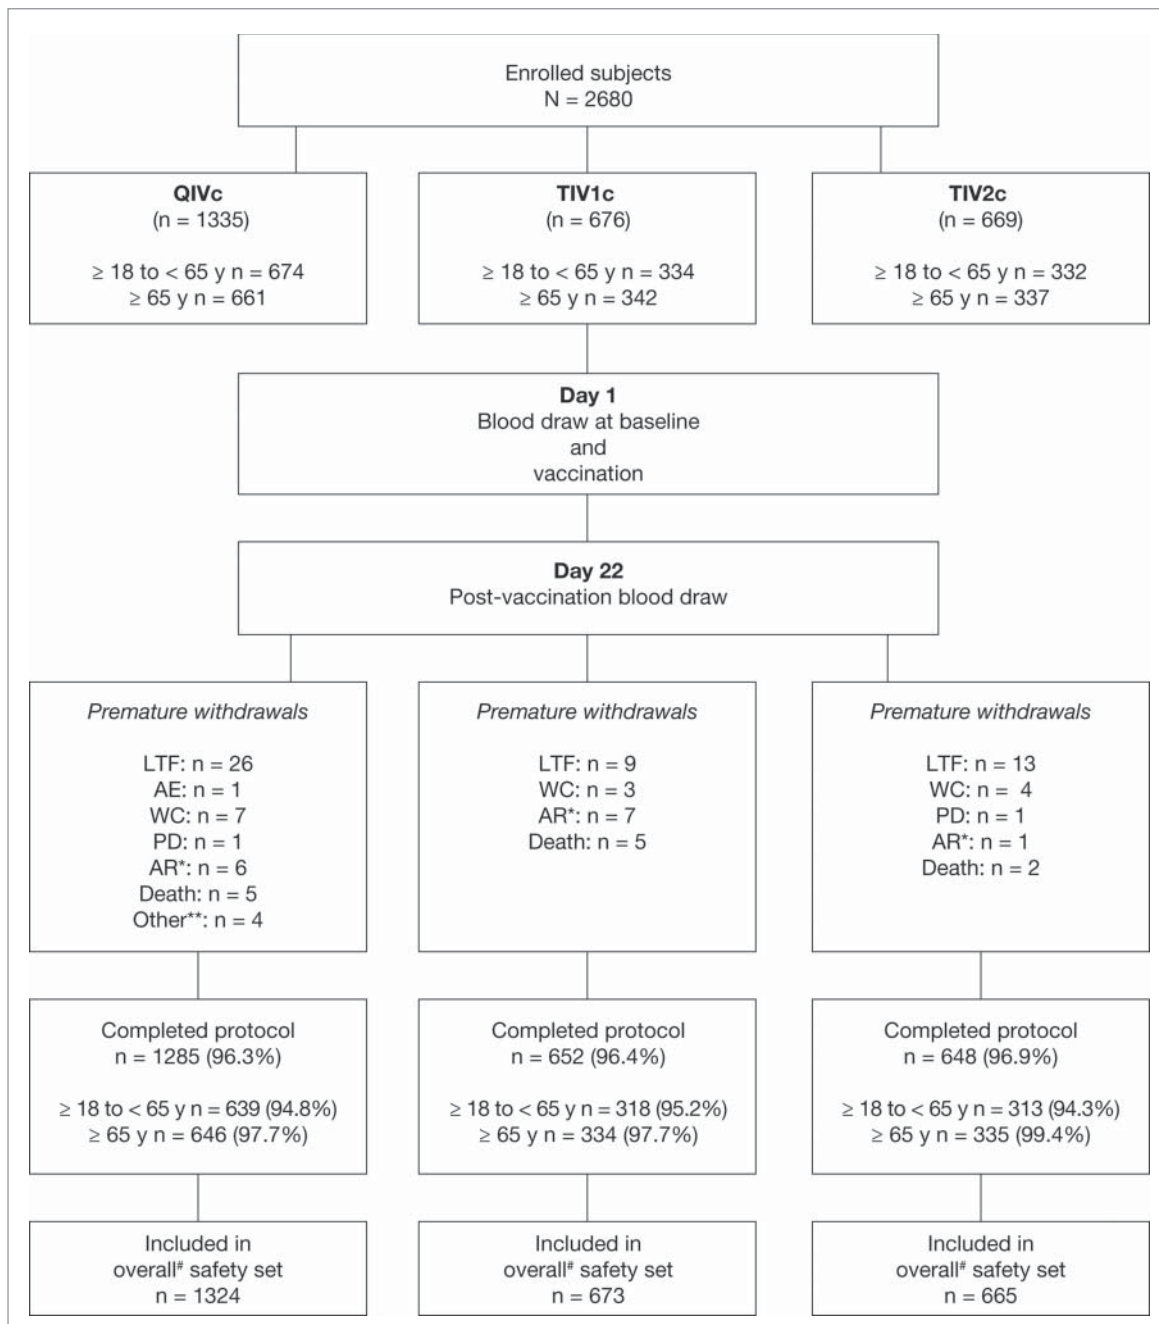 Enrolled subjects
N = 2680
QIVc
(n = 1335)
≥ 18 to < 65 y n = 674
≥ 65 y n = 661
TIV1c
(n = 676)
≥ 18 to < 65 y n = 334
≥ 65 y n = 342
TIV2c
(n = 669)
≥ 18 to < 65 y n = 332
≥ 65 y n = 337
Day 1
Blood draw at baseline
and
vaccination
Day 22
Post-vaccination blood draw
Premature withdrawals
LTF: n = 26
AE: n = 1
WC: n = 7
PD: n = 1
AR*: n = 6
Death: n = 5
Other**: n = 4
Premature withdrawals
LTF: n = 9
WC: n = 3
AR*: n = 7
Death: n = 5
Premature withdrawals
LTF: n = 13
WC: n = 4
PD: n = 1
AR*: n = 1
Death: n = 2
Completed protocol
n = 1285 (96.3%)
≥ 18 to < 65 y n = 639 (94.8%)
≥ 65 y n = 646 (97.7%)
Completed protocol
n = 652 (96.4%)
≥ 18 to < 65 y n = 318 (95.2%)
≥ 65 y n = 334 (97.7%)
Completed protocol
n = 648 (96.9%)
≥ 18 to < 65 y n = 313 (94.3%)
≥ 65 y n = 335 (99.4%)
Included in
overall# safety set
n = 1324
Included in
overall# safety set
n = 673
Included in
overall# safety set
n = 665